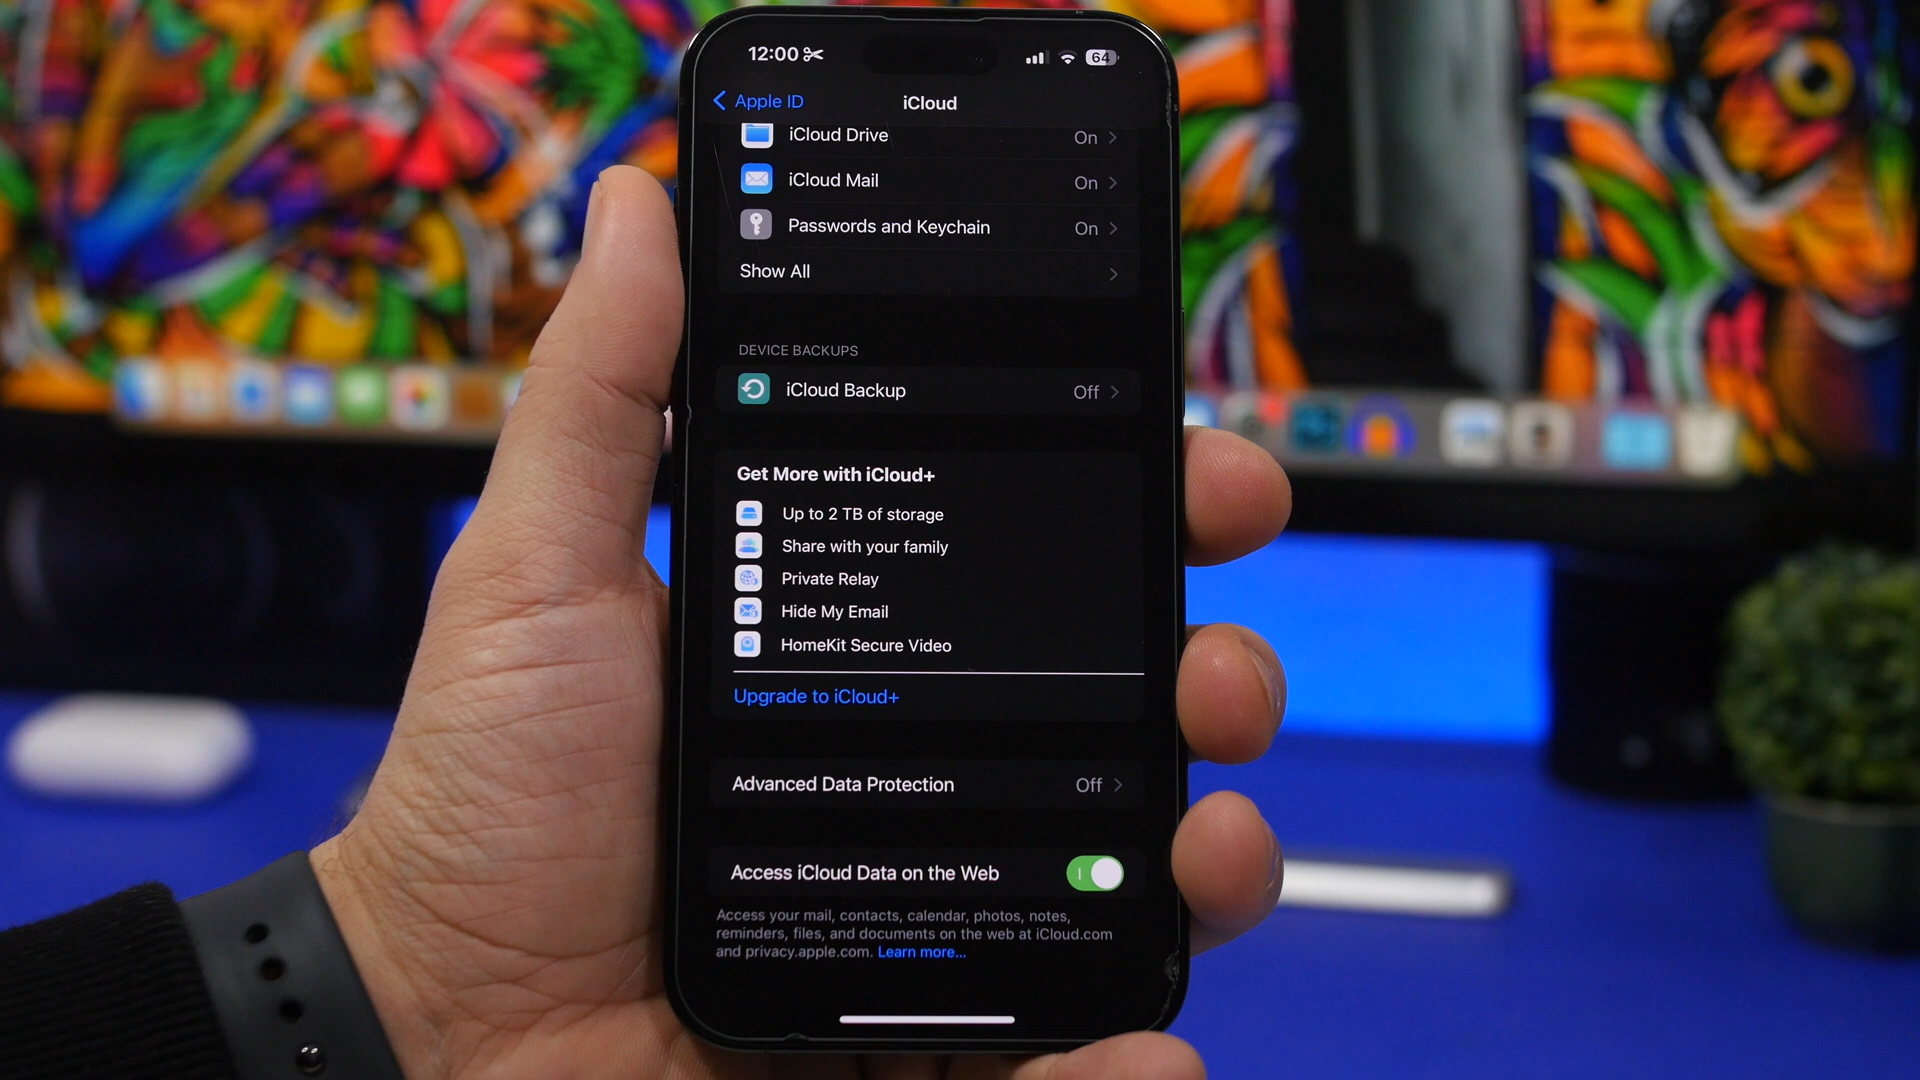 12:00
64
Apple ID
iCloud
iCloud Drive On
iCloud Mail On
Passwords and Keychain On
Show All
DEVICE BACKUPS
iCloud Backup Off
Get More with iCloud+
Up to 2 TB of storage
Share with your family
Private Relay
Hide My Email
HomeKit Secure Video
Upgrade to iCloud+
Advanced Data Protection Off
Access iCloud Data on the Web
Access your mail, contacts, calendar, photos, notes,
reminders, files, and documents on the web at iCloud.com
and privacy.apple.com. Learn more...